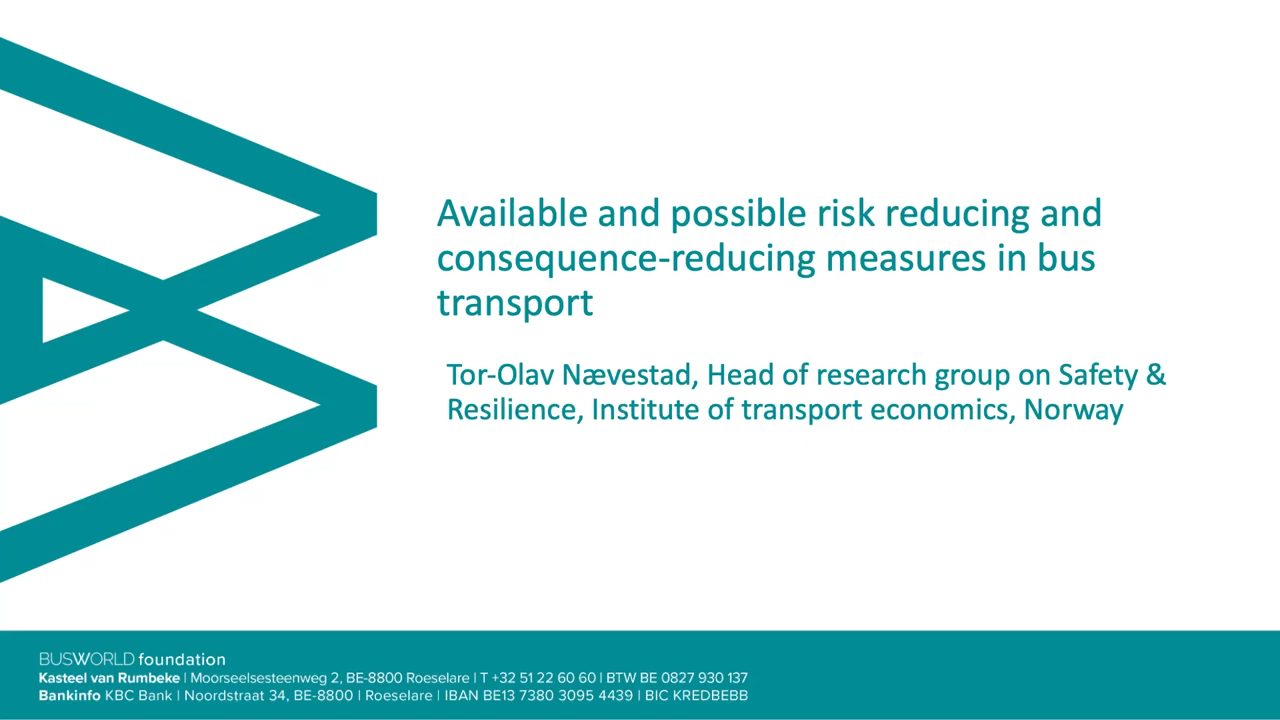 Available and possible risk reducing and
consequence-reducing measures in bus
transport
Tor-Olav Nævestad, Head of research group on Safety &
Resilience, Institute of transport economics, Norway
BUSWORLD foundation
Kasteel van Rumbeke | Moorseelsesteenweg 2, BE-8800 Roeselare | T +32 51 22 60 60 | BTW BE 0827 930 137
Bankinfo KBC Bank | Noordstraat 34, BE-8800 | Roeselare | IBAN BE13 7380 3095 4439 | BIC KREDBEBB